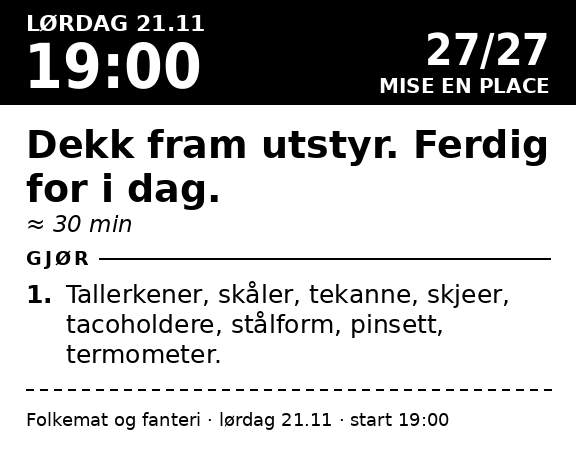 LØRDAG 21.11
19:00
27/27
MISE EN PLACE
Dekk fram utstyr. Ferdig
for i dag.
≈ 30 min
GJØR
1. Tallerkener, skåler, tekanne, skjeer,
tacoholdere, stålform, pinsett,
termometer.
Folkemat og fanteri · lørdag 21.11 · start 19:00